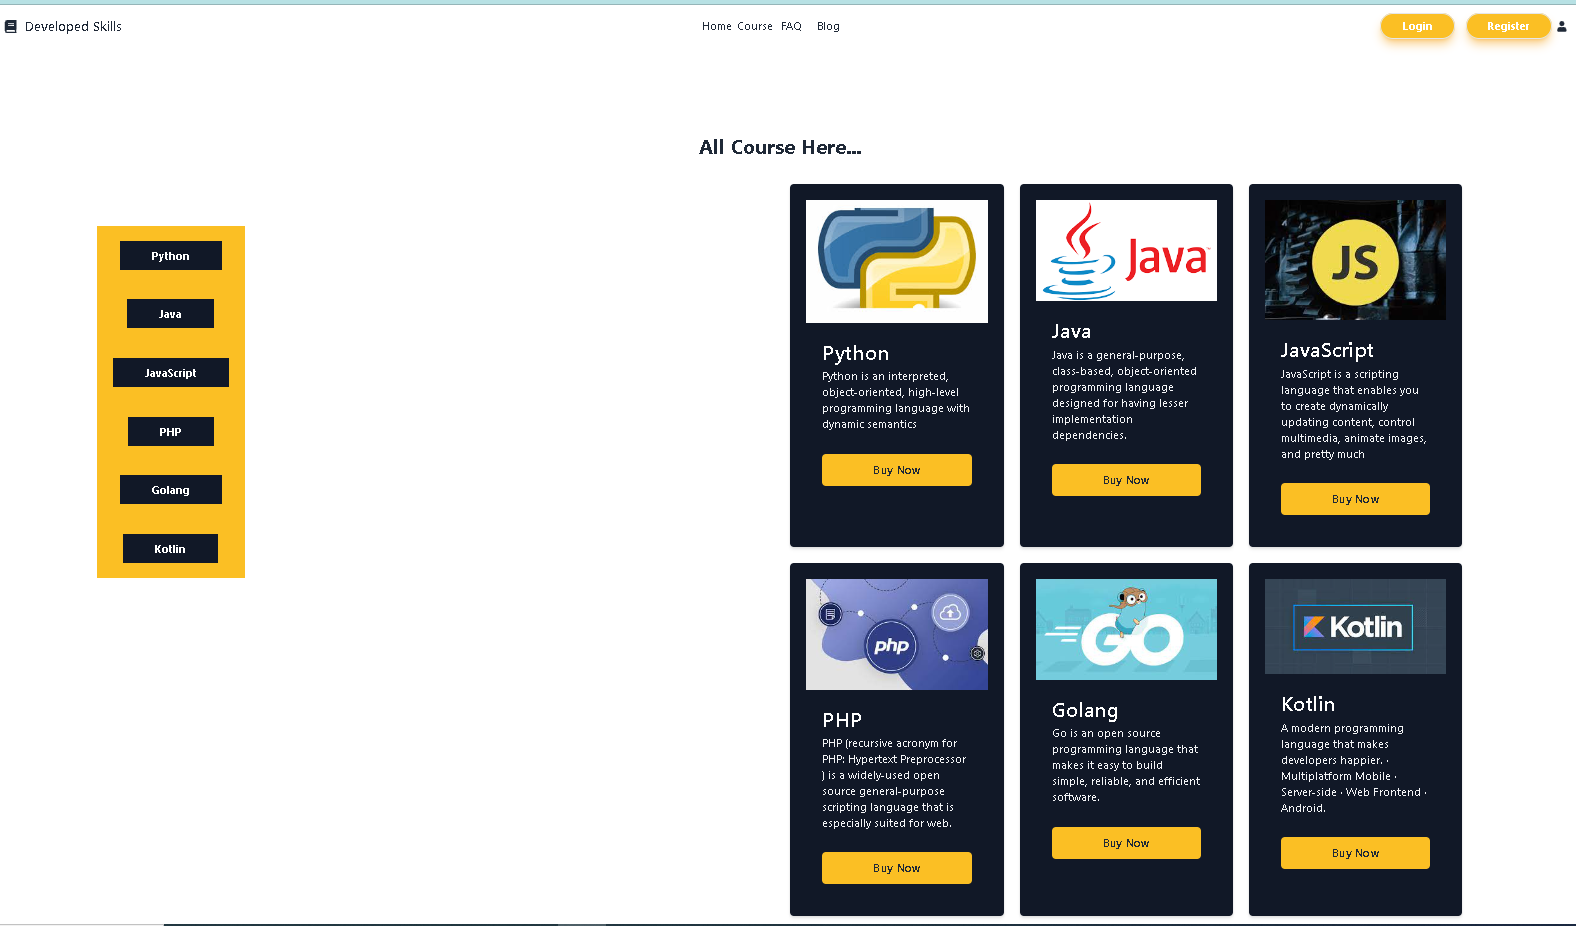 Developed Skills
Home Course FAQ Blog
Login
Register
All Course Here...
Python
Java
JavaScript
PHP
Golang
Kotlin
Python
Python is an interpreted,
object-oriented, high-level
programming language with
dynamic semantics
Buy Now
Java
Java
Java is a general-purpose,
class-based, object-oriented
programming language
designed for having lesser
implementation
dependencies.
Buy Now
JS
JavaScript
JavaScript is a scripting
language that enables you
to create dynamically
updating content, control
multimedia, animate images,
and pretty much
Buy Now
php
PHP
PHP (recursive acronym for
PHP: Hypertext Preprocessor
) is a widely-used open
source general-purpose
scripting language that is
especially suited for web.
Buy Now
GO
Golang
Go is an open source
programming language that
makes it easy to build
simple, reliable, and efficient
software.
Buy Now
Kotlin
Kotlin
A modern programming
language that makes
developers happier. ·
Multiplatform Mobile ·
Server-side · Web Frontend ·
Android.
Buy Now